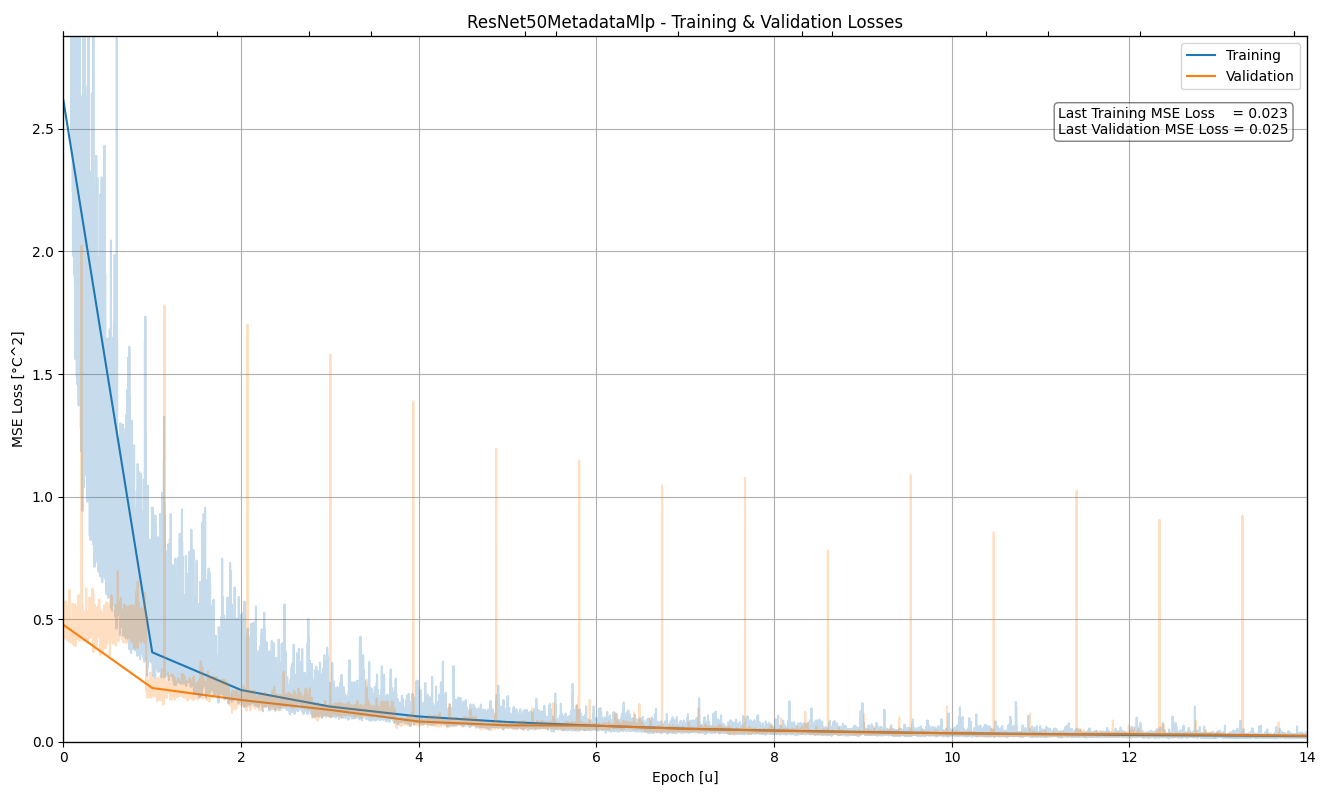 ResNet50MetadataMlp - Training & Validation Losses
Training
Validation
Last Training MSE Loss    = 0.023
Last Validation MSE Loss = 0.025
MSE Loss [°C^2]
2.5
2.0
1.5
1.0
0.5
0.0
0 2 4 6 8 10 12 14
Epoch [u]